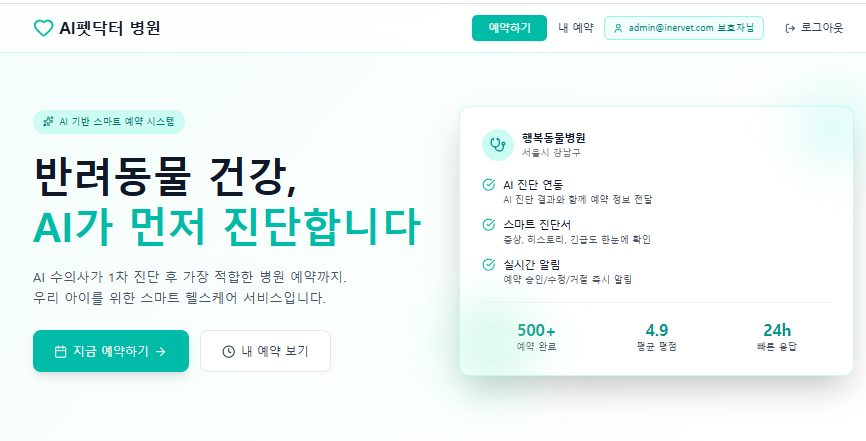 AI펫닥터 병원
예약하기
내 예약
admin@inervet.com 보호자님
로그아웃
AI 기반 스마트 예약 시스템
반려동물 건강,
AI가 먼저 진단합니다
AI 수의사가 1차 진단 후 가장 적합한 병원 예약까지.
우리 아이를 위한 스마트 헬스케어 서비스입니다.
지금 예약하기
내 예약 보기
행복동물병원
서울시 강남구
AI 진단 연동
AI 진단 결과와 함께 예약 정보 전달
스마트 진단서
증상, 히스토리, 긴급도 한눈에 확인
실시간 알림
예약 승인/수정/거절 즉시 알림
500+
예약 완료
4.9
평균 평점
24h
빠른 응답